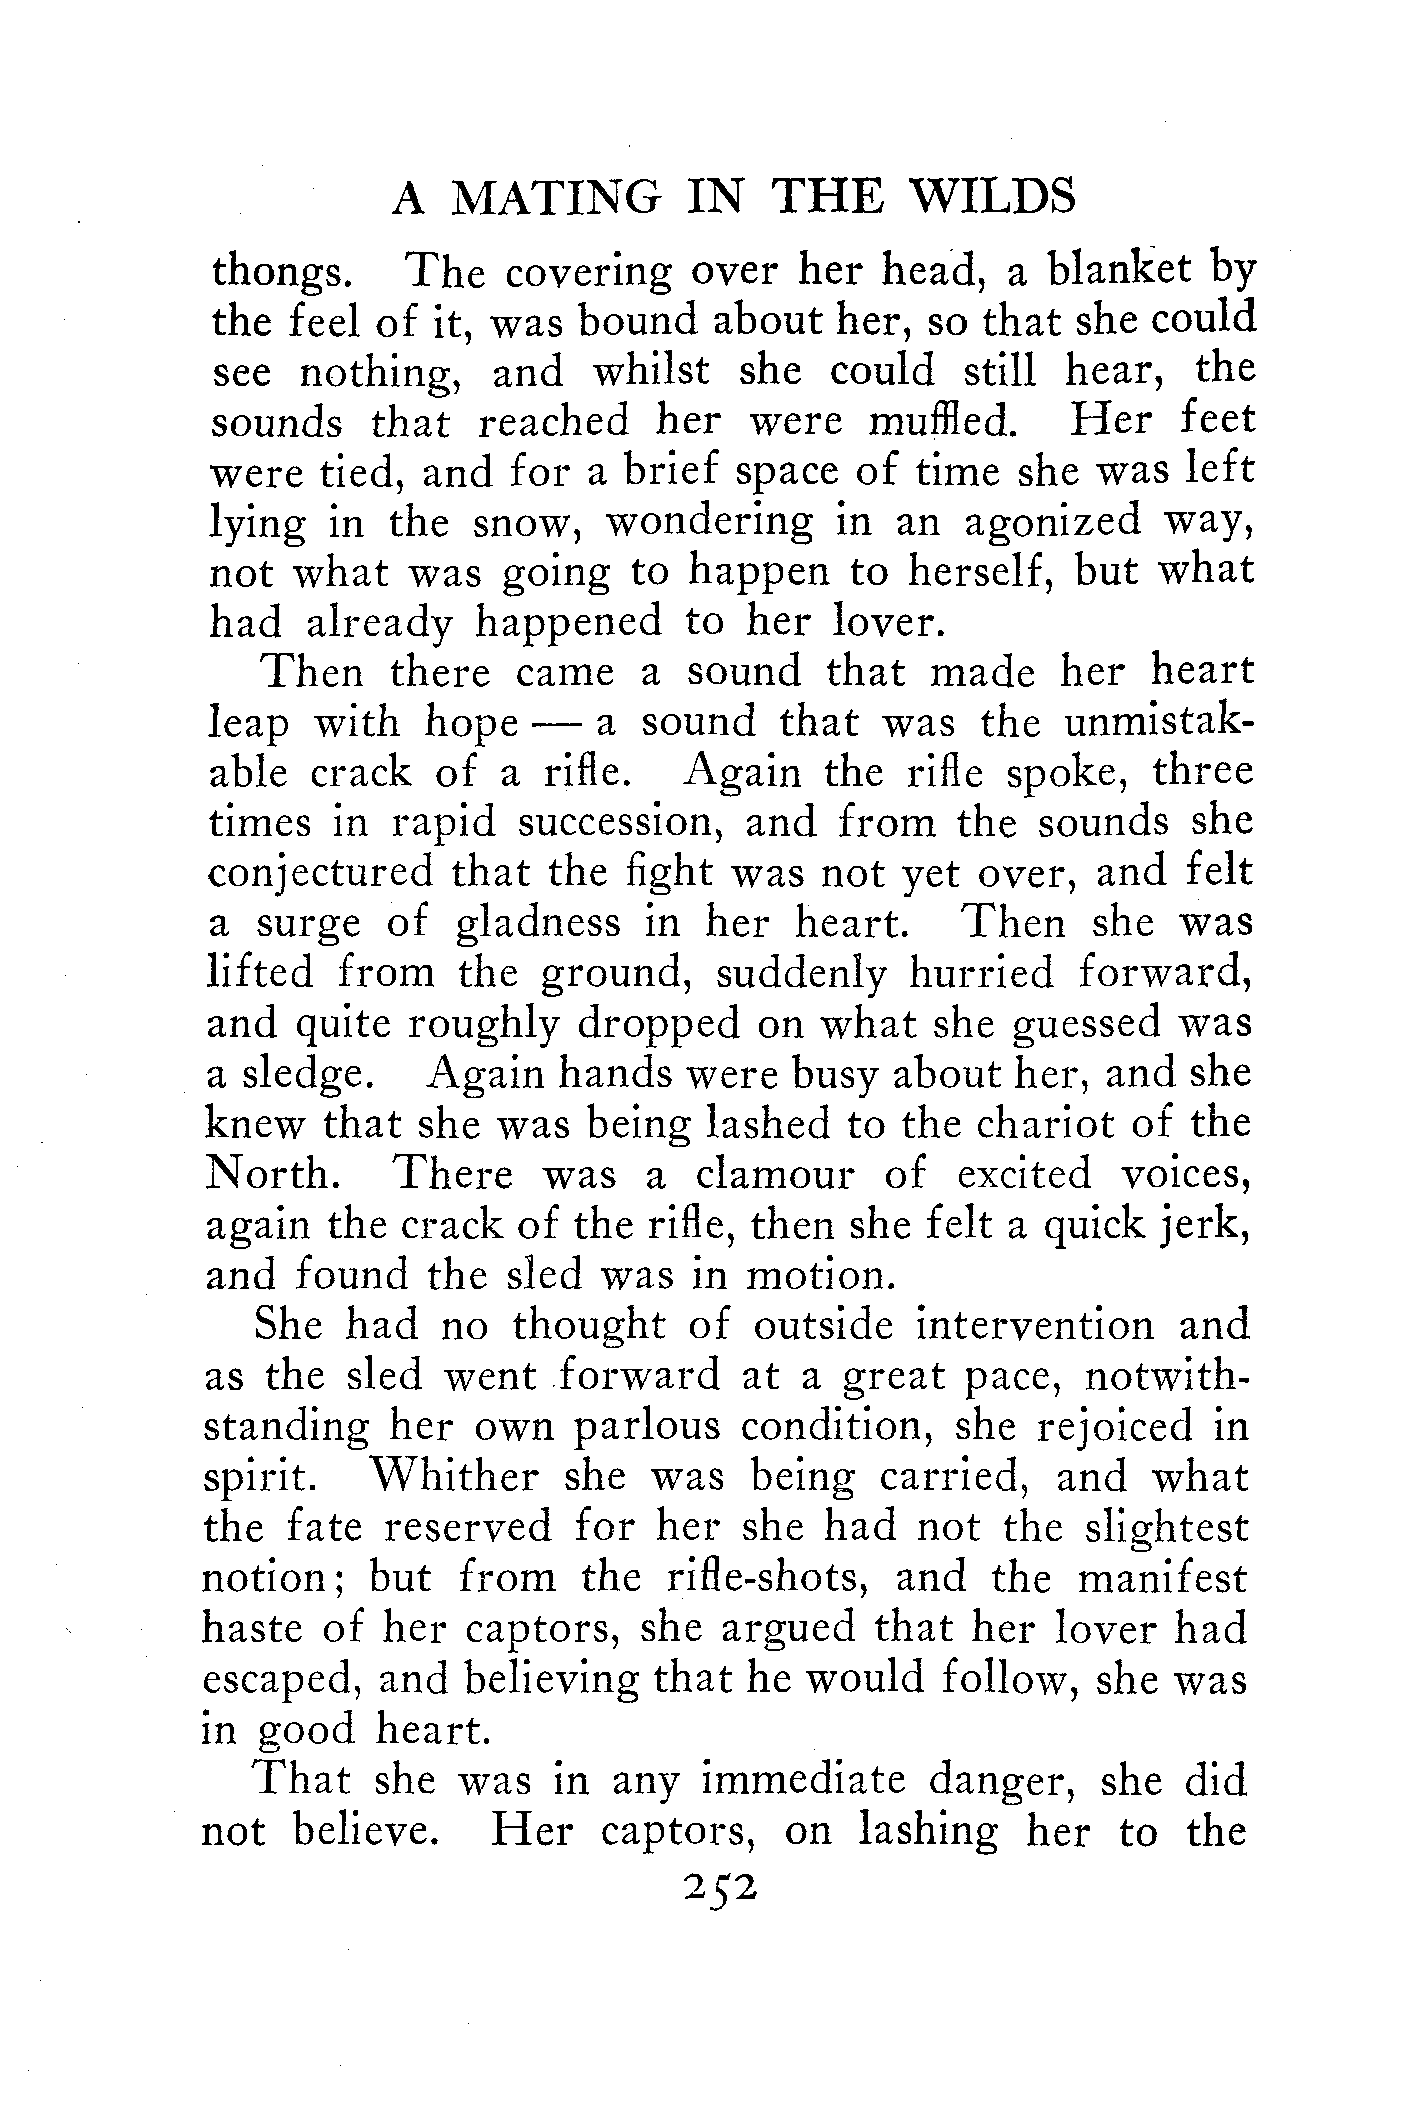 A MATING IN THE WILDS
thongs. The covering over her head, a blanket by
the feel of it, was bound about her, so that she could
see nothing, and whilst she could still hear, the
sounds that reached her were muffled. Her feet
were tied, and for a brief space of time she was left
lying in the snow, wondering in an agonized way,
not what was going to happen to herself, but what
had already happened to her lover.
Then there came a sound that made her heart
leap with hope — a sound that was the unmistak-
able crack of a rifle. Again the rifle spoke, three
times in rapid succession, and from the sounds she
conjectured that the fight was not yet over, and felt
a surge of gladness in her heart. Then she was
lifted from the ground, suddenly hurried forward,
and quite roughly dropped on what she guessed was
a sledge. Again hands were busy about her, and she
knew that she was being lashed to the chariot of the
North. There was a clamour of excited voices,
again the crack of the rifle, then she felt a quick jerk,
and found the sled was in motion.
She had no thought of outside intervention and
as the sled went forward at a great pace, notwith-
standing her own parlous condition, she rejoiced in
spirit. Whither she was being carried, and what
the fate reserved for her she had not the slightest
notion; but from the rifle-shots, and the manifest
haste of her captors, she argued that her lover had
escaped, and believing that he would follow, she was
in good heart.
That she was in any immediate danger, she did
not believe. Her captors, on lashing her to the
252